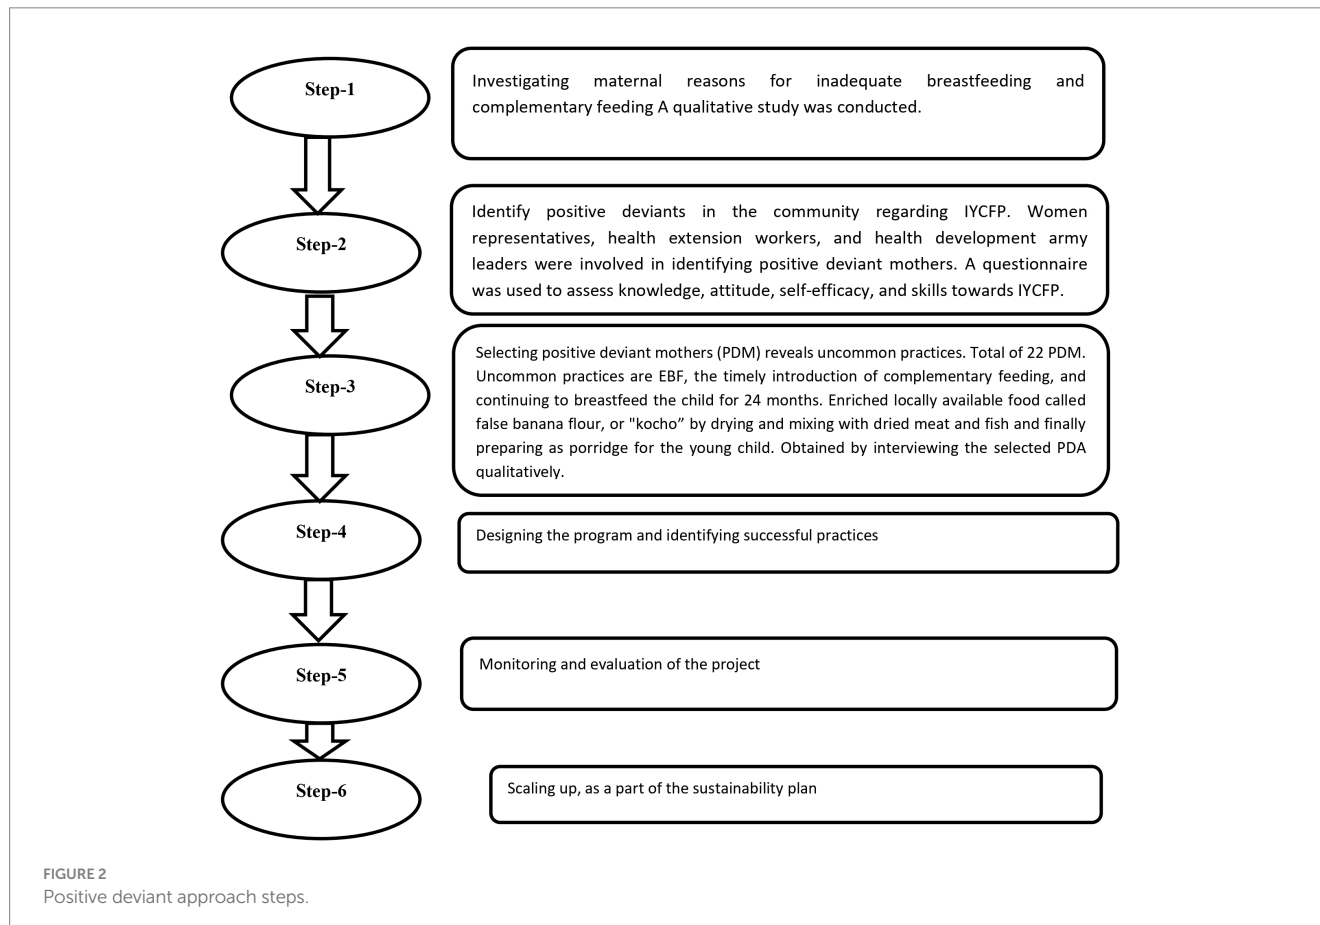 Step-1
Investigating maternal reasons for inadequate breastfeeding and
complementary feeding A qualitative study was conducted.
Step-2
Identify positive deviants in the community regarding IYCFP. Women
representatives, health extension workers, and health development army
leaders were involved in identifying positive deviant mothers. A questionnaire
was used to assess knowledge, attitude, self-efficacy, and skills towards IYCFP.
Step-3
Selecting positive deviant mothers (PDM) reveals uncommon practices. Total of 22 PDM.
Uncommon practices are EBF, the timely introduction of complementary feeding, and
continuing to breastfeed the child for 24 months. Enriched locally available food called
false banana flour, or "kocho” by drying and mixing with dried meat and fish and finally
preparing as porridge for the young child. Obtained by interviewing the selected PDA
qualitatively.
Step-4
Designing the program and identifying successful practices
Step-5
Monitoring and evaluation of the project
Step-6
Scaling up, as a part of the sustainability plan
FIGURE 2
Positive deviant approach steps.